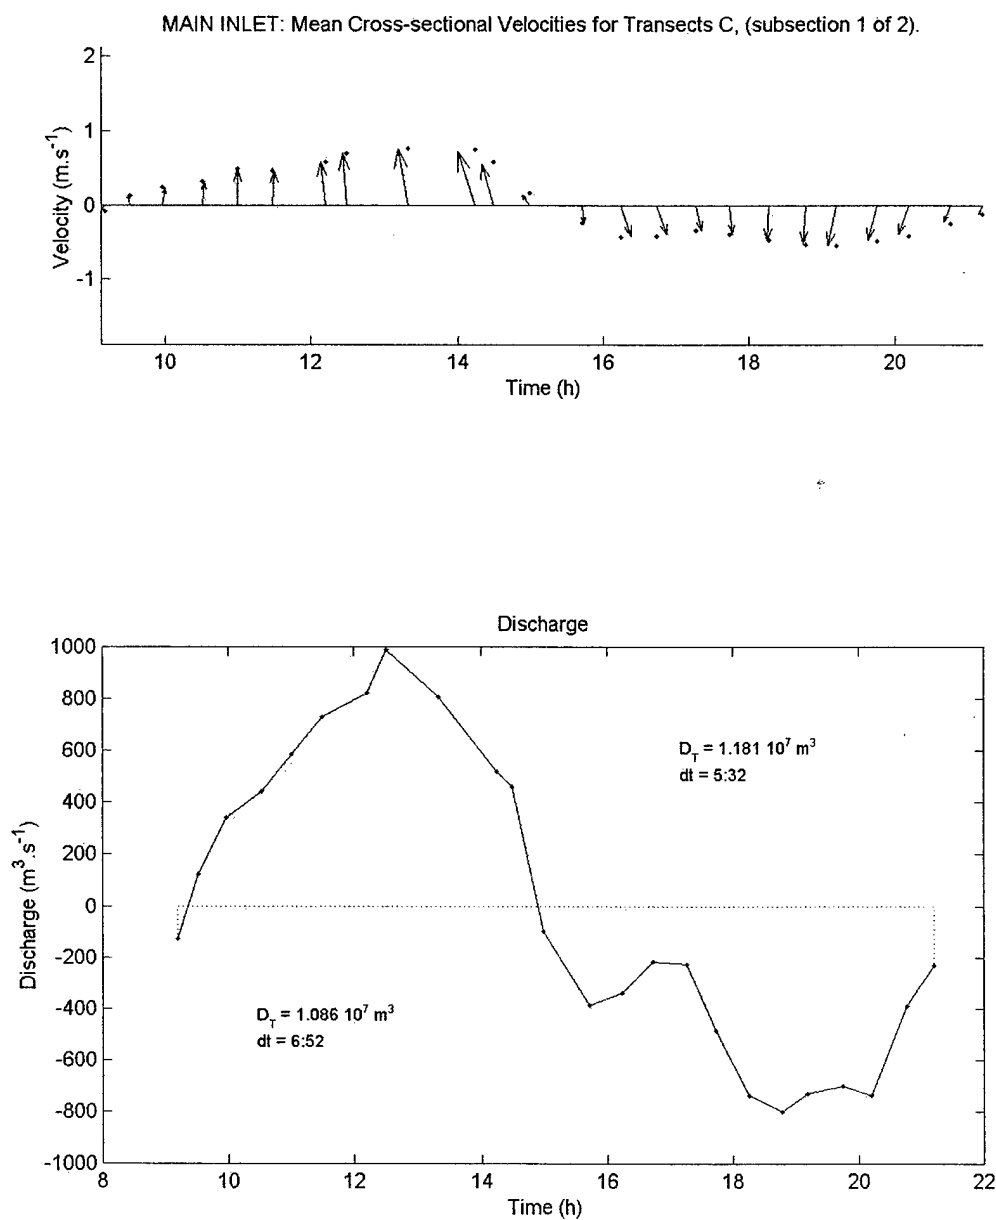 MAIN INLET: Mean Cross-sectional Velocities for Transects C, (subsection 1 of 2).
2
1
0
-1
Velocity (m.s⁻¹)
10 12 14 16 18 20
Time (h)
Discharge
1000
800
600
400
200
0
-200
-400
-600
-800
-1000
Discharge (m³.s⁻¹)
D_T = 1.181 10⁷ m³
dt = 5:32
D_T = 1.086 10⁷ m³
dt = 6:52
8 10 12 14 16 18 20 22
Time (h)